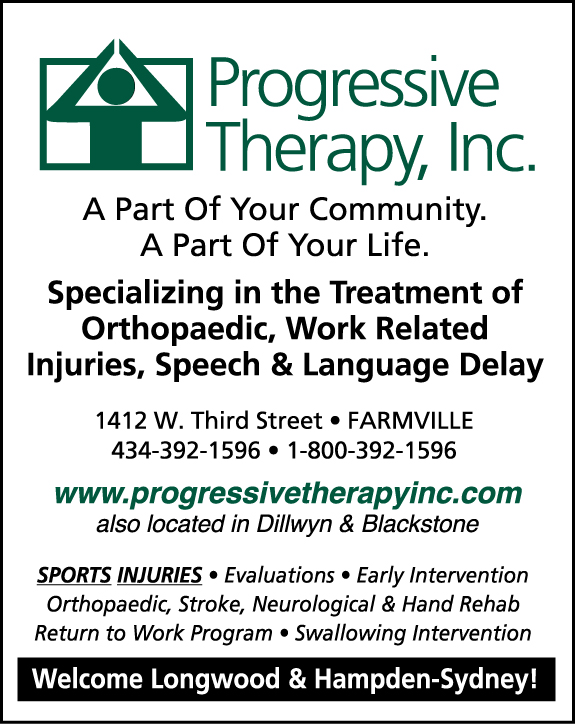 Progressive
Therapy, Inc.
A Part Of Your Community.
A Part Of Your Life.
Specializing in the Treatment of
Orthopaedic, Work Related
Injuries, Speech & Language Delay
1412 W. Third Street • FARMVILLE
434-392-1596 • 1-800-392-1596
www.progressivetherapyinc.com
also located in Dillwyn & Blackstone
SPORTS INJURIES • Evaluations • Early Intervention
Orthopaedic, Stroke, Neurological & Hand Rehab
Return to Work Program • Swallowing Intervention
Welcome Longwood & Hampden-Sydney!